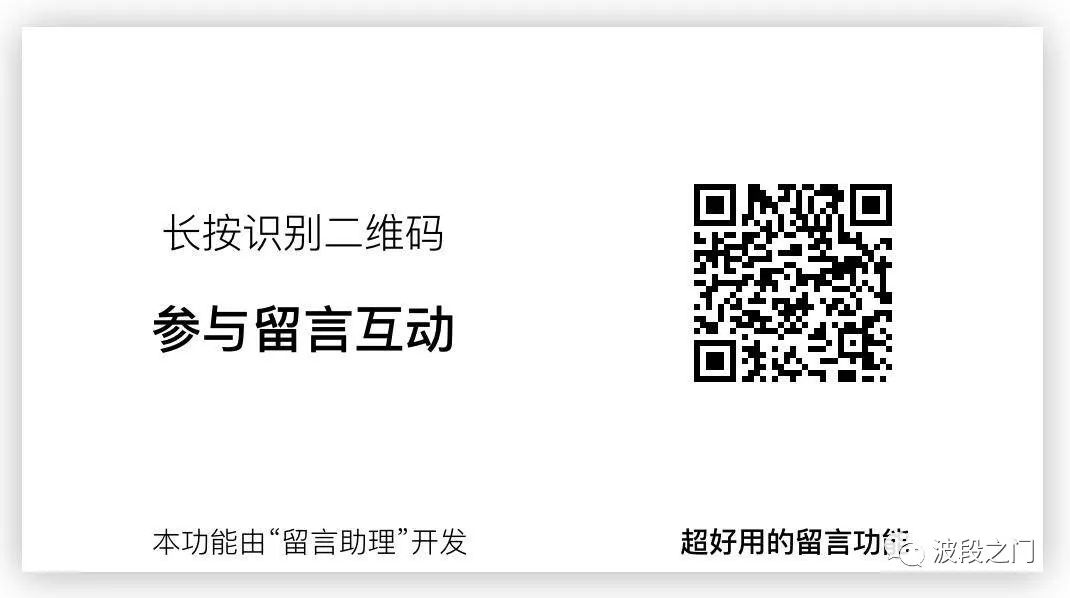 长按识别二维码
参与留言互动
本功能由“留言助理”开发
超好用的留言功能
波段之门